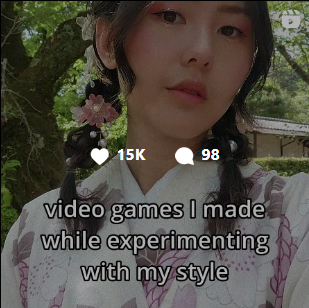 15K 98
video games I made
while experimenting
with my style